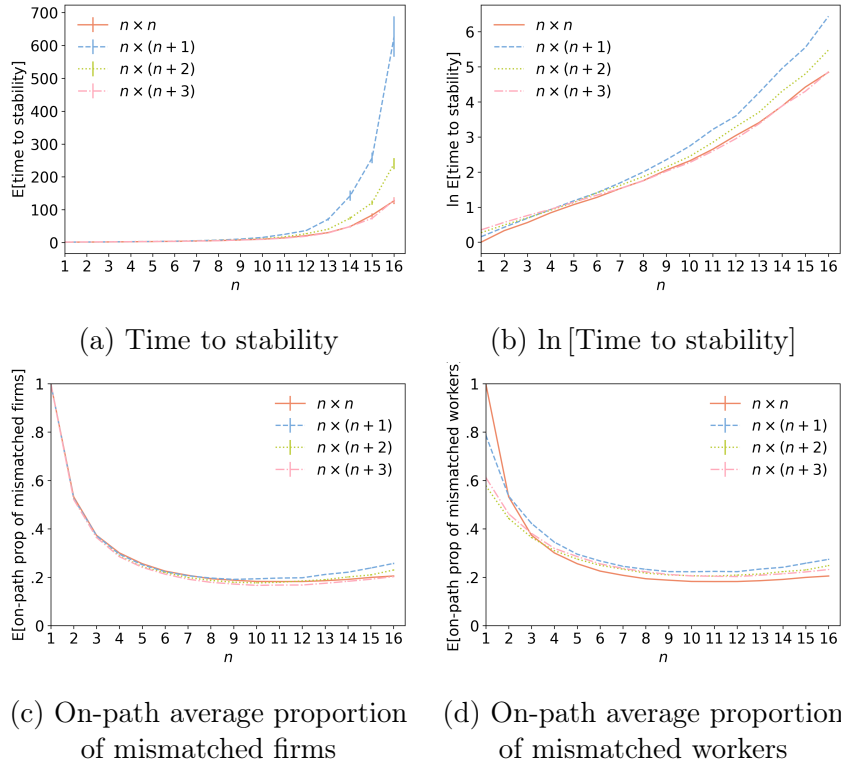 700
600
500
400
300
200
100
0
E[time to stability]
n × n
n × (n + 1)
n × (n + 2)
n × (n + 3)
1 2 3 4 5 6 7 8 9 10 11 12 13 14 15 16
n
(a) Time to stability
6
5
4
3
2
1
0
ln E[time to stability]
n × n
n × (n + 1)
n × (n + 2)
n × (n + 3)
1 2 3 4 5 6 7 8 9 10 11 12 13 14 15 16
n
(b) ln [Time to stability]
1
.8
.6
.4
.2
0
E[on-path prop of mismatched firms]
n × n
n × (n + 1)
n × (n + 2)
n × (n + 3)
1 2 3 4 5 6 7 8 9 10 11 12 13 14 15 16
n
(c) On-path average proportion
of mismatched firms
1
.8
.6
.4
.2
0
E[on-path prop of mismatched workers]
n × n
n × (n + 1)
n × (n + 2)
n × (n + 3)
1 2 3 4 5 6 7 8 9 10 11 12 13 14 15 16
n
(d) On-path average proportion
of mismatched workers